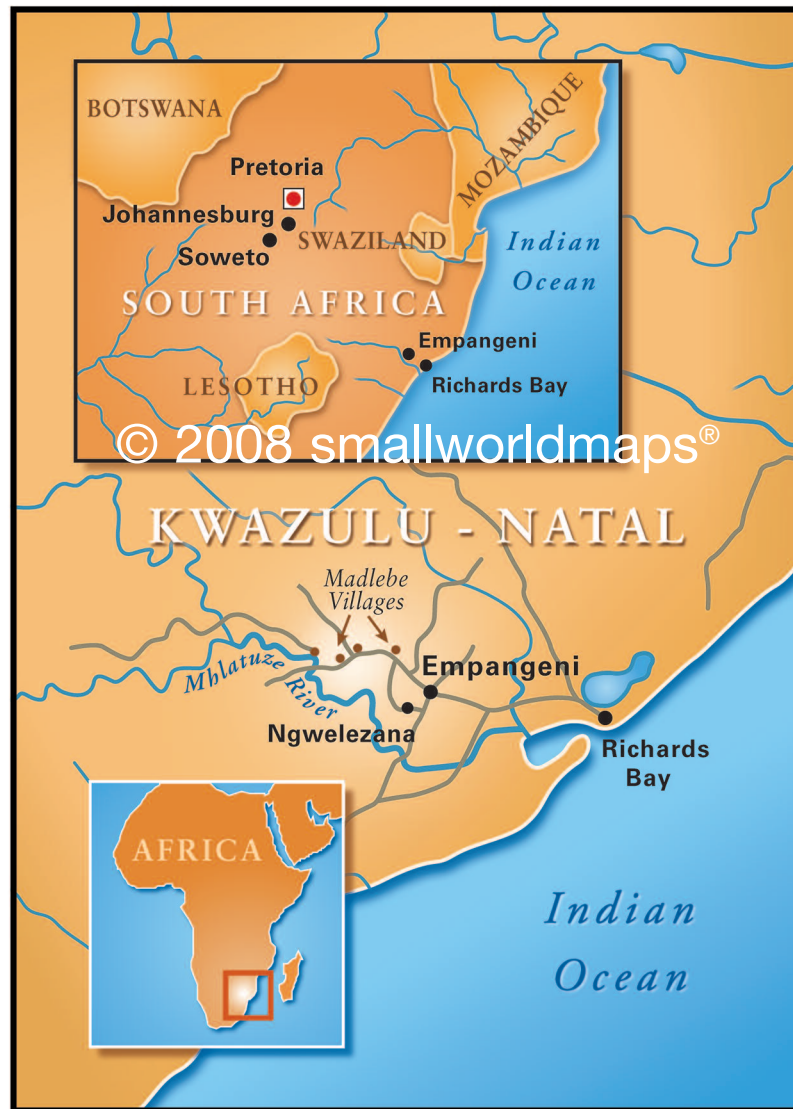 BOTSWANA
MOZAMBIQUE
Pretoria
Johannesburg
SWAZILAND
Soweto
Indian
Ocean
SOUTH AFRICA
Empangeni
Richards Bay
LESOTHO
© 2008 smallworldmaps®
KWAZULU - NATAL
Madlebe
Villages
Empangeni
Mhlatuze River
Ngwelezana
Richards
Bay
AFRICA
Indian
Ocean